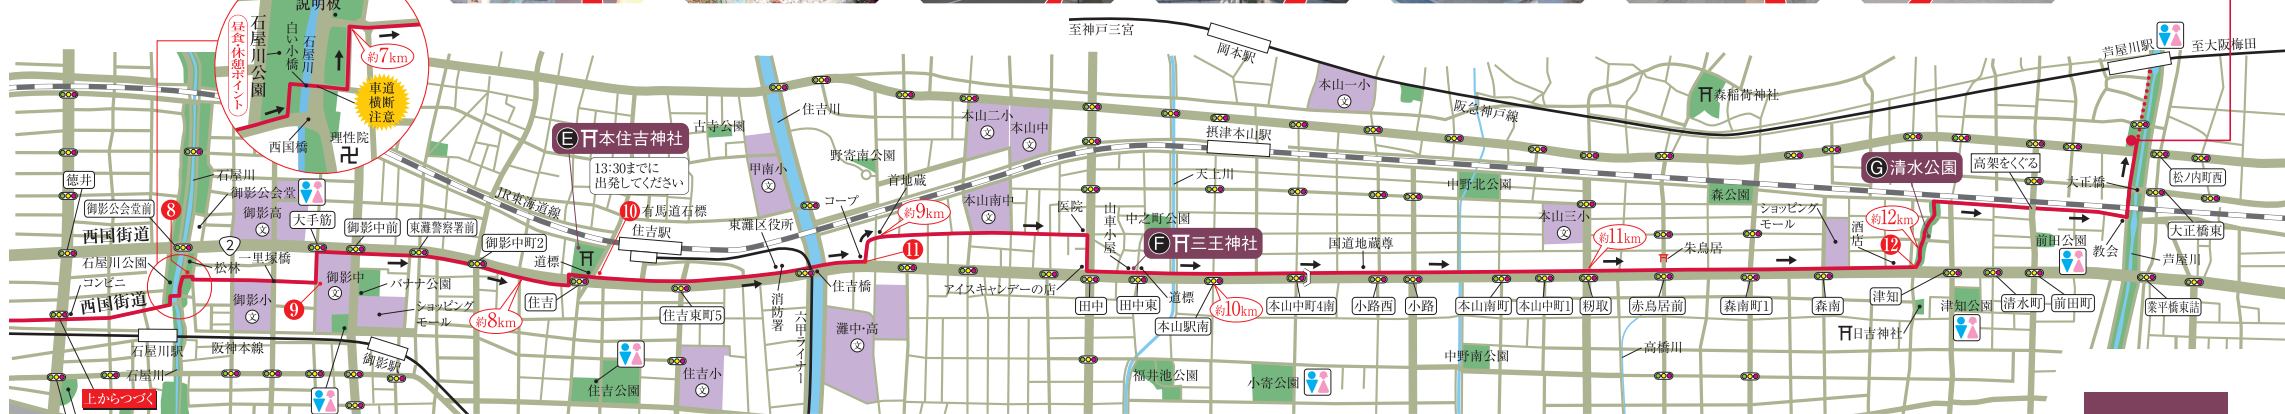 説明板
石屋川公園
昼食・休憩ポイント
白い小橋
石屋川
約7km
車道
横断
注意
西国橋
理性院
徳井
御影公会堂前
西国街道
石屋川公園
コンビニ
西国街道
8
石屋川
御影公会堂
御影高
文
2
松林
一里塚橋
大手筋
御影中前
東灘警察署前
御影中町2
御影小
文
9
御影中
文
バナナ公園
ショッピング
モール
約8km
石屋川駅
阪神本線
御影駅
石屋川
上からつづく
E
本住吉神社
13:30までに
出発してください
JR東海道線
10
有馬道石標
住吉駅
道標
住吉
住吉東町5
住吉公園
住吉小
文
古寺公園
甲南小
文
東灘区役所
消防署
六甲ライナー
住吉川
住吉橋
コープ
野寄南公園
首地蔵
約9km
11
灘中・高
文
本山二小
文
本山中
文
本山南中
文
医院
アイスキャンデーの店
田中
至神戸三宮
岡本駅
摂津本山駅
天上川
山車小屋
中之町公園
F
三王神社
田中東
道標
本山駅南
約10km
福井池公園
小寄公園
本山一小
文
阪急神戸線
国道地蔵尊
本山中町4南
小路西
小路
中野北公園
本山南町
本山中町1
中野南公園
本山三小
文
約11km
籾取
朱鳥居
赤鳥居前
高橋川
森稲荷神社
森公園
森南町1
ショッピング
モール
森南
酒店
12
約12km
G
清水公園
高架をくぐる
津知
日吉神社
津知公園
清水町
前田町
前田公園
教会
大正橋
芦屋川駅
至大阪梅田
松ノ内町西
大正橋東
芦屋川
業平橋東詰